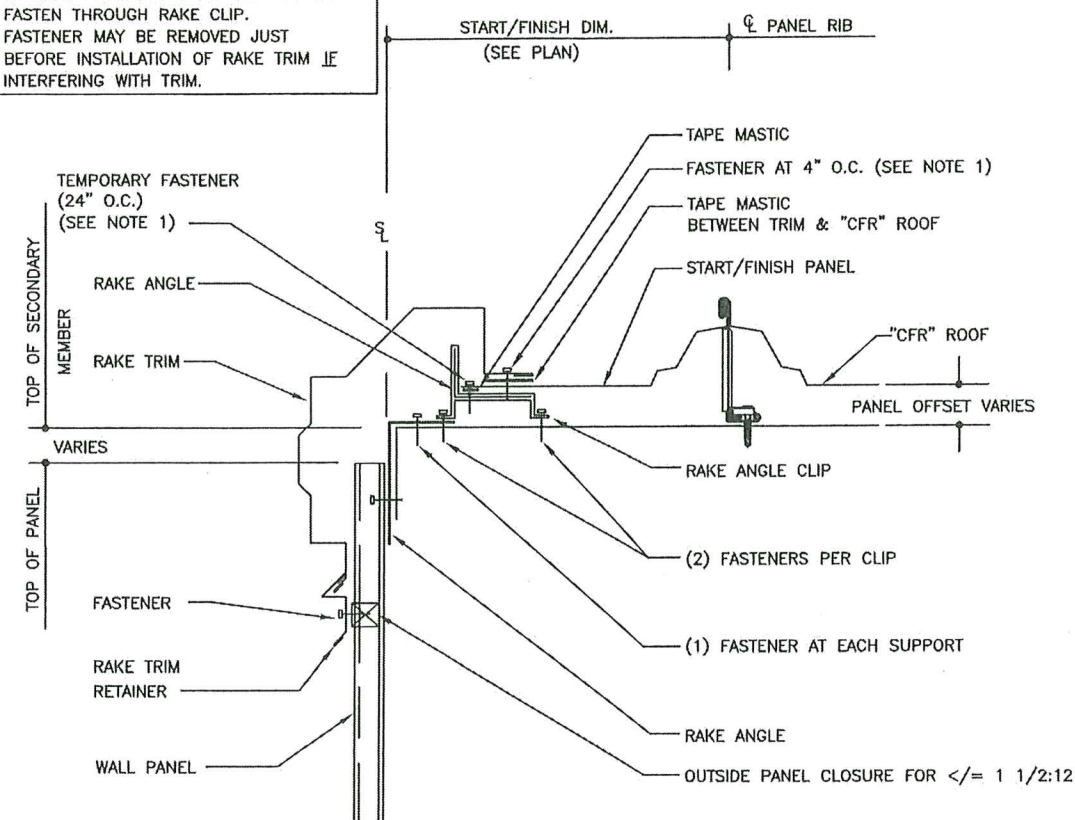 FASTEN THROUGH RAKE CLIP.
FASTENER MAY BE REMOVED JUST
BEFORE INSTALLATION OF RAKE TRIM IF
INTERFERING WITH TRIM.
START/FINISH DIM.
(SEE PLAN)
℄ PANEL RIB
TAPE MASTIC
FASTENER AT 4" O.C. (SEE NOTE 1)
TAPE MASTIC
BETWEEN TRIM & "CFR" ROOF
START/FINISH PANEL
"CFR" ROOF
PANEL OFFSET VARIES
TEMPORARY FASTENER
(24" O.C.)
(SEE NOTE 1)
SL
RAKE ANGLE
RAKE TRIM
TOP OF SECONDARY
MEMBER
VARIES
TOP OF PANEL
RAKE ANGLE CLIP
(2) FASTENERS PER CLIP
FASTENER
(1) FASTENER AT EACH SUPPORT
RAKE TRIM
RETAINER
RAKE ANGLE
WALL PANEL
OUTSIDE PANEL CLOSURE FOR </= 1 1/2:12